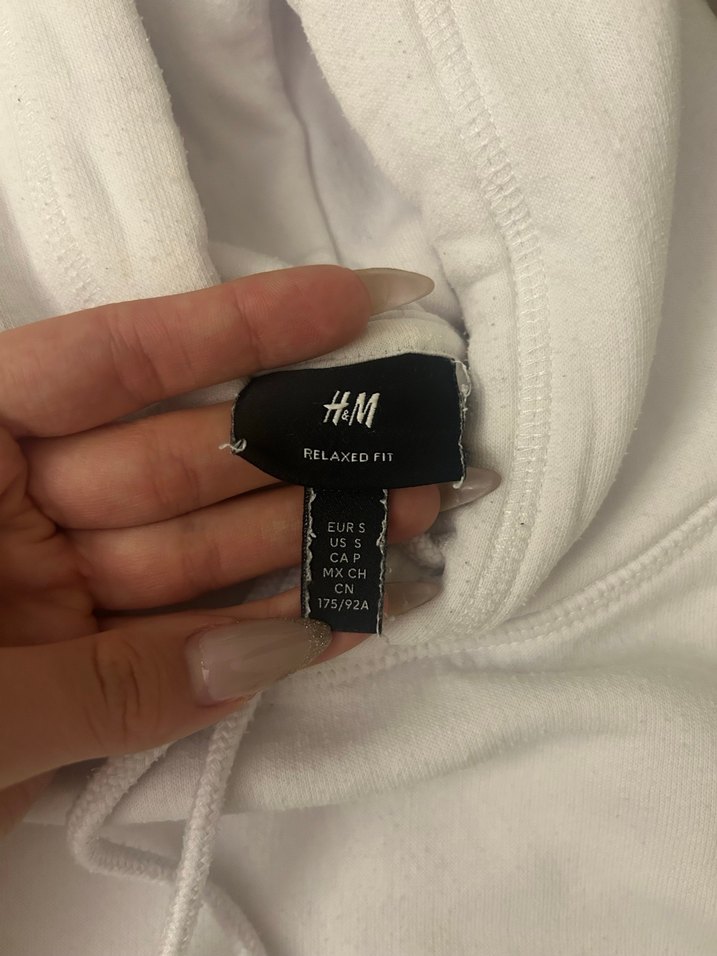 H&M
RELAXED FIT
EUR S
US S
CA P
MX CH
CN
175/92A